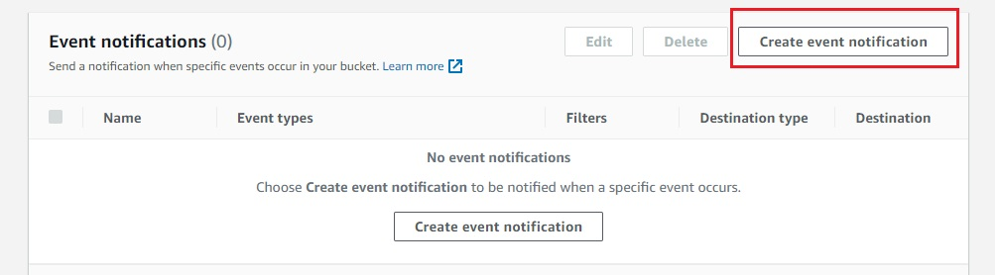 Event notifications (0) Edit Delete Create event notification
Send a notification when specific events occur in your bucket. Learn more
Name Event types Filters Destination type Destination
No event notifications
Choose Create event notification to be notified when a specific event occurs.
Create event notification